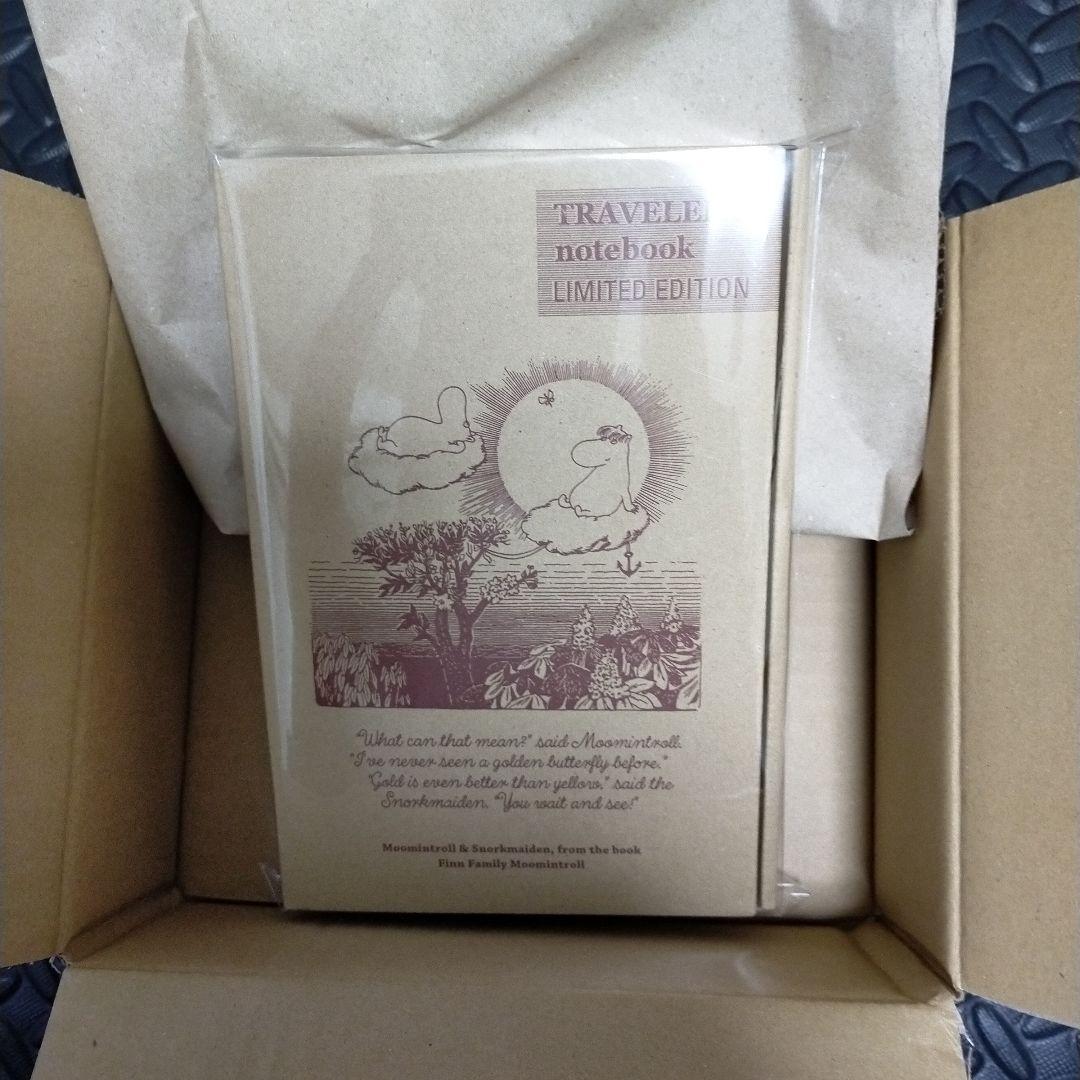 TRAVELE
notebook
LIMITED EDITION
"What can that mean?" said Moomintroll.
"I've never seen a golden butterfly before."
"Gold is even better than yellow," said the
Snorkmaiden. "You wait and see!"
Moomintroll & Snorkmaiden, from the book
Finn Family Moomintroll